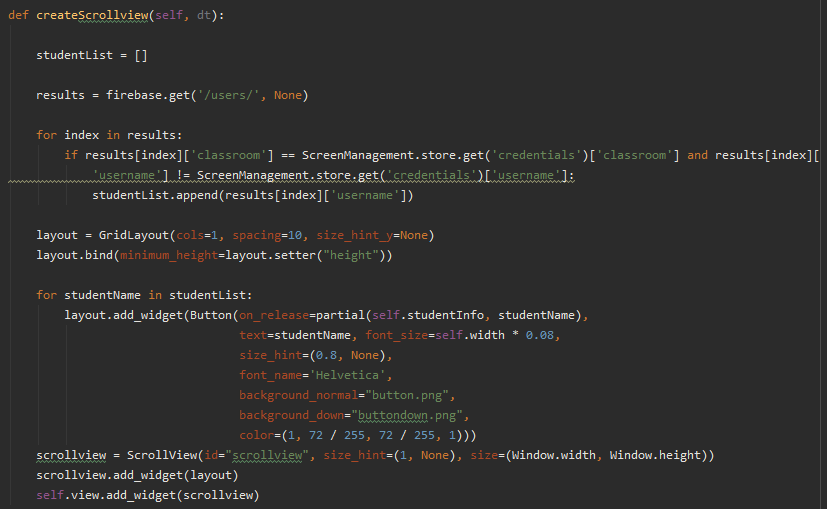 def createScrollview(self, dt):
studentList = []
results = firebase.get('/users/', None)
for index in results:
if results[index]['classroom'] == ScreenManagement.store.get('credentials')['classroom'] and results[index][
'username'] != ScreenManagement.store.get('credentials')['username']:
studentList.append(results[index]['username'])
layout = GridLayout(cols=1, spacing=10, size_hint_y=None)
layout.bind(minimum_height=layout.setter("height"))
for studentName in studentList:
layout.add_widget(Button(on_release=partial(self.studentInfo, studentName),
text=studentName, font_size=self.width * 0.08,
size_hint=(0.8, None),
font_name='Helvetica',
background_normal="button.png",
background_down="buttondown.png",
color=(1, 72 / 255, 72 / 255, 1)))
scrollview = ScrollView(id="scrollview", size_hint=(1, None), size=(Window.width, Window.height))
scrollview.add_widget(layout)
self.view.add_widget(scrollview)